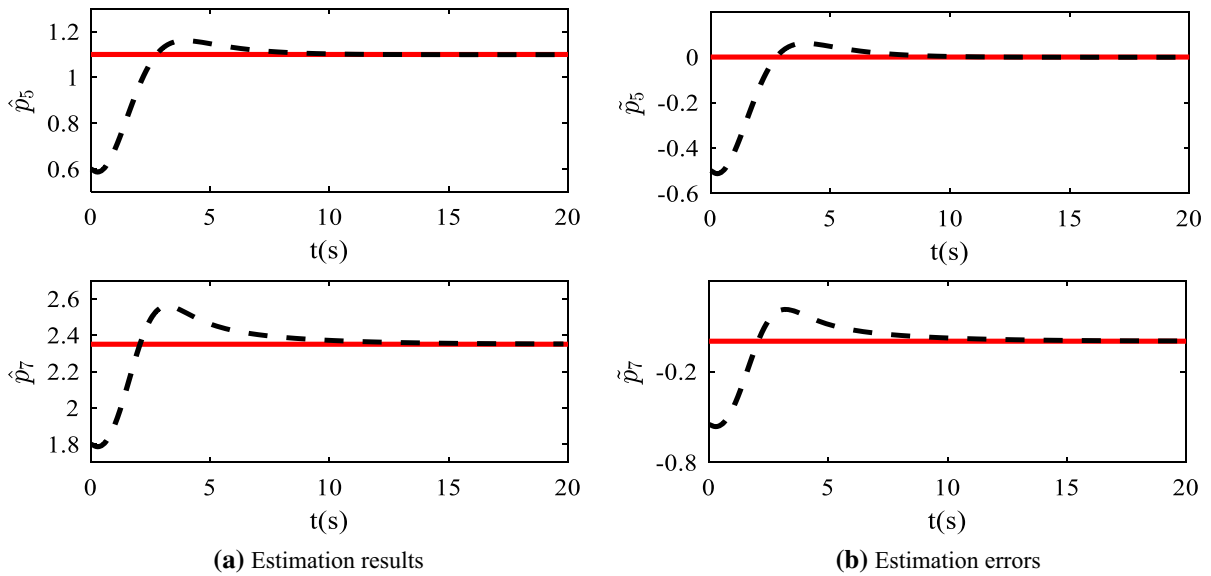 1.2
1
0.8
0.6
p̂5
0 5 10 15 20
t(s)
0
-0.2
-0.4
-0.6
p̃5
0 5 10 15 20
t(s)
2.6
2.4
2.2
2
1.8
p̂7
0 5 10 15 20
t(s)
-0.2
-0.8
p̃7
0 5 10 15 20
t(s)
(a) Estimation results
(b) Estimation errors